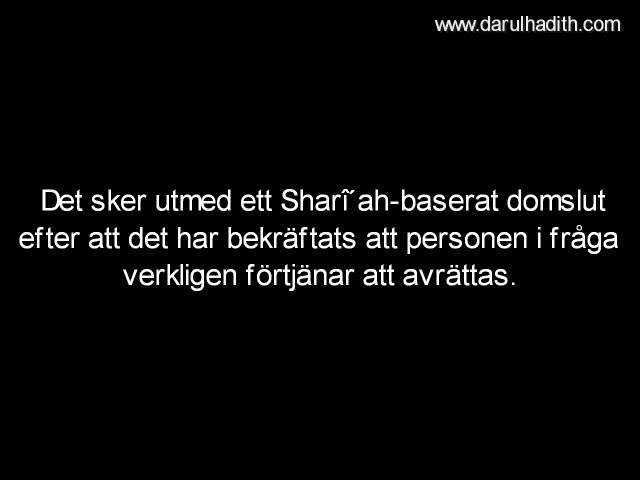 www.darulhadith.com
Det sker utmed ett Sharî´ah-baserat domslut
efter att det har bekräftats att personen i fråga
verkligen förtjänar att avrättas.